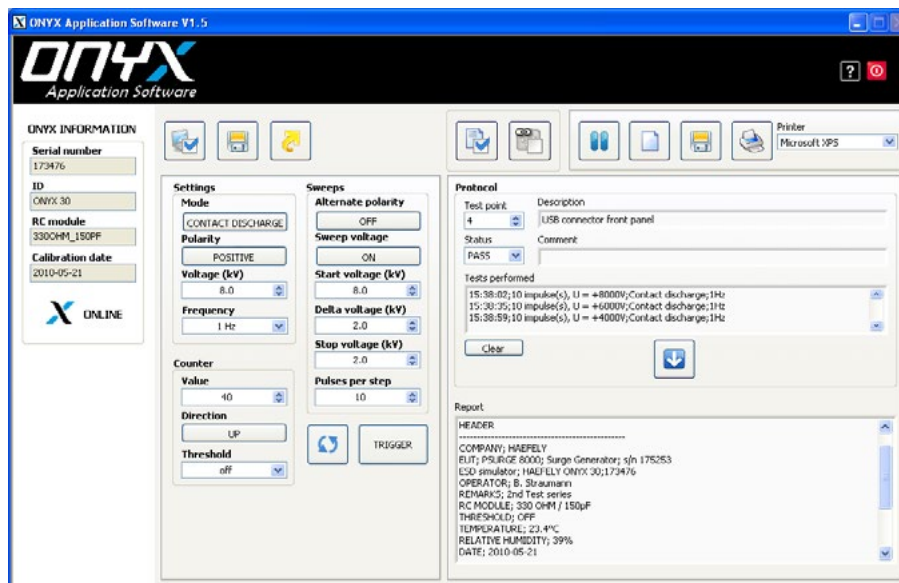 ONYX Application Software V1.5
ONYX
Application Software
?
ONYX INFORMATION
Serial number
173476
ID
ONYX 30
RC module
330OHM_150PF
Calibration date
2010-05-21
ONLINE
Settings
Mode
CONTACT DISCHARGE
Polarity
POSITIVE
Voltage (kV)
8.0
Frequency
1 Hz
Counter
Value
40
Direction
UP
Threshold
off
Sweeps
Alternate polarity
OFF
Sweep voltage
ON
Start voltage (kV)
8.0
Delta voltage (kV)
2.0
Stop voltage (kV)
2.0
Pulses per step
10
TRIGGER
Printer
Microsoft XPS
Protocol
Test point
4
Description
USB connector front panel
Status
PASS
Comment
Tests performed
15:38:02;10 impulse(s), U = +8000V;Contact discharge;1Hz
15:38:35;10 impulse(s), U = +6000V;Contact discharge;1Hz
15:38:59;10 impulse(s), U = +4000V;Contact discharge;1Hz
Clear
Report
HEADER
------------------------------------------------
COMPANY; HAEFELY
EUT; PSURGE 8000; Surge Generator; s/n 175253
ESD simulator; HAEFELY ONYX 30;173476
OPERATOR; B. Straumann
REMARKS; 2nd Test series
RC MODULE; 330 OHM / 150pF
THRESHOLD; OFF
TEMPERATURE; 23.4°C
RELATIVE HUMIDITY; 39%
DATE; 2010-05-21